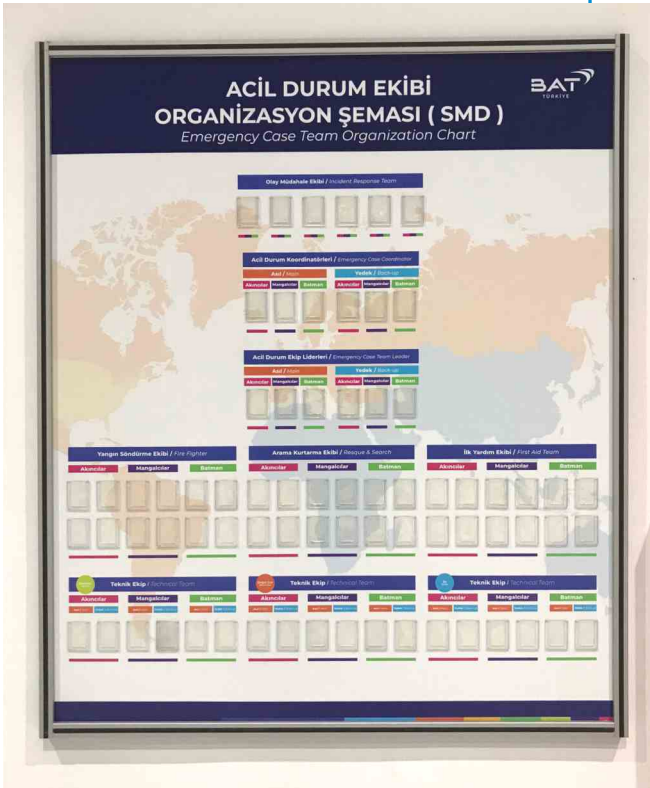 ACİL DURUM EKİBİ
ORGANİZASYON ŞEMASI ( SMD )
Emergency Case Team Organization Chart
BAT
TÜRKİYE
Olay Müdahale Ekibi / Incident Response Team
Acil Durum Koordinatörleri / Emergency Case Coordinator
Asil / Main Yedek / Back-up
Akıncılar Mangalcılar Batman Akıncılar Mangalcılar Batman
Acil Durum Ekip Liderleri / Emergency Case Team Leader
Asil / Main Yedek / Back-up
Akıncılar Mangalcılar Batman Akıncılar Mangalcılar Batman
Yangın Söndürme Ekibi / Fire Fighter
Akıncılar Mangalcılar Batman
Arama Kurtarma Ekibi / Resque & Search
Akıncılar Mangalcılar Batman
İlk Yardım Ekibi / First Aid Team
Akıncılar Mangalcılar Batman
Teknik Ekip / Technical Team
Akıncılar Mangalcılar Batman
Teknik Ekip / Technical Team
Akıncılar Mangalcılar Batman
Teknik Ekip / Technical Team
Akıncılar Mangalcılar Batman